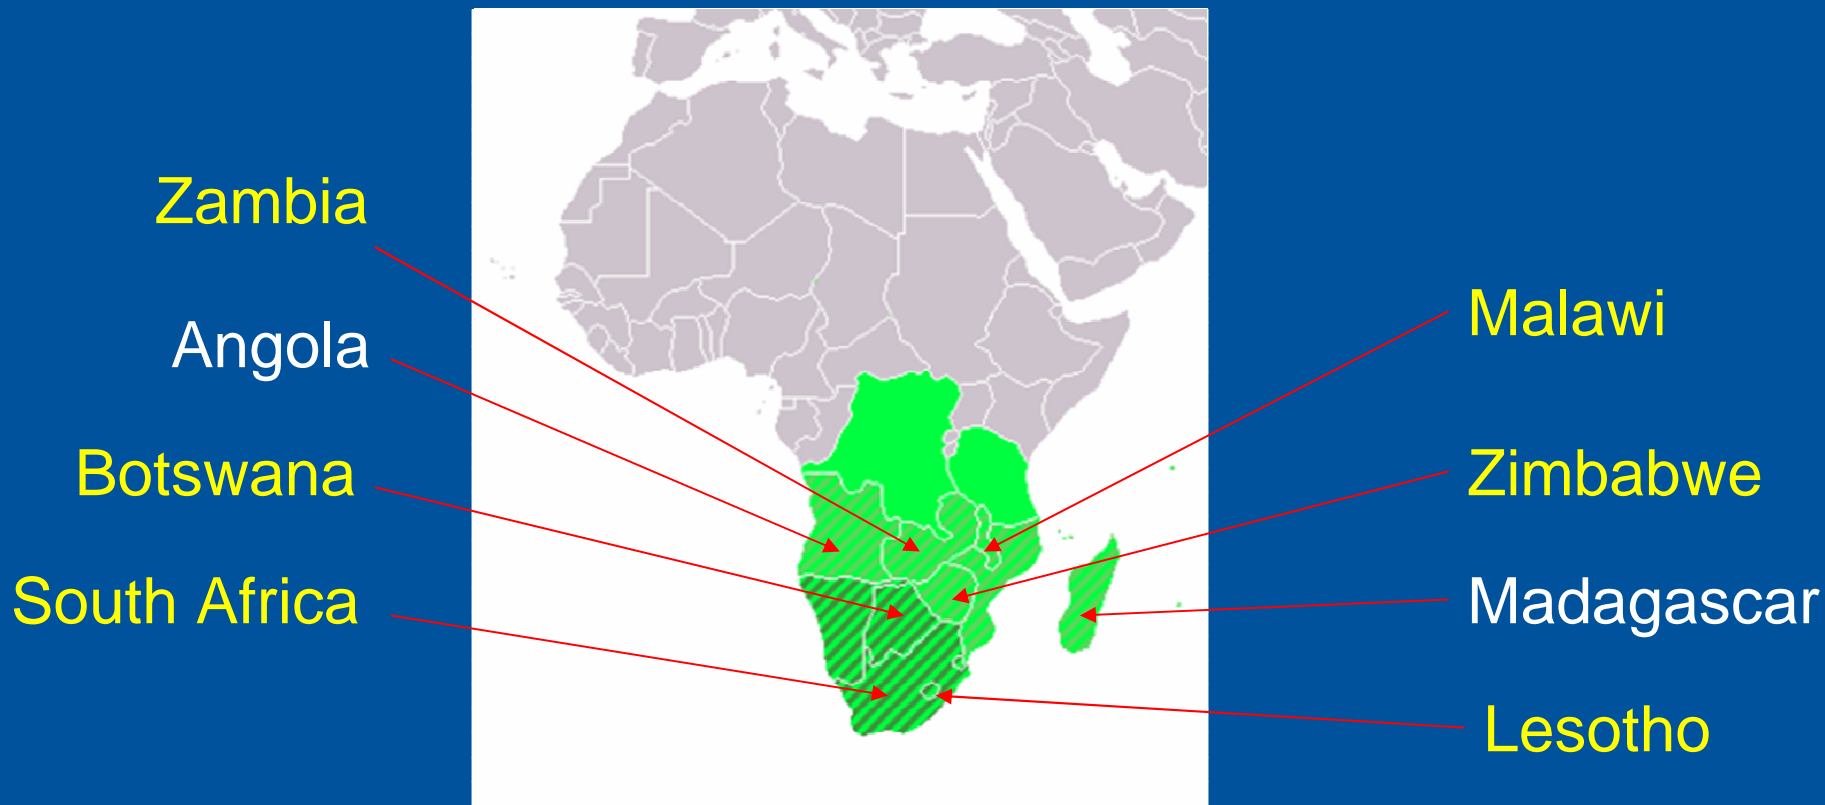 Zambia
Angola
Botswana
South Africa
Malawi
Zimbabwe
Madagascar
Lesotho